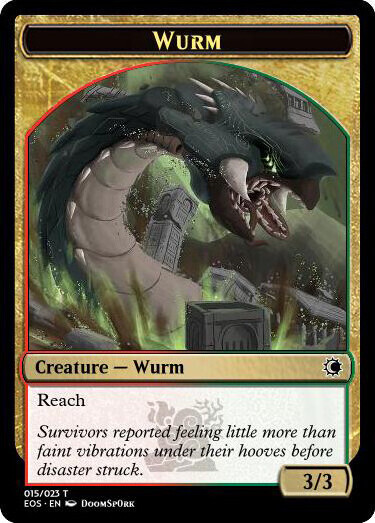 Wurm
Creature — Wurm
Reach
Survivors reported feeling little more than
faint vibrations under their hooves before
disaster struck.
3/3
015/023 T
EOS · EN DoomSp0rk